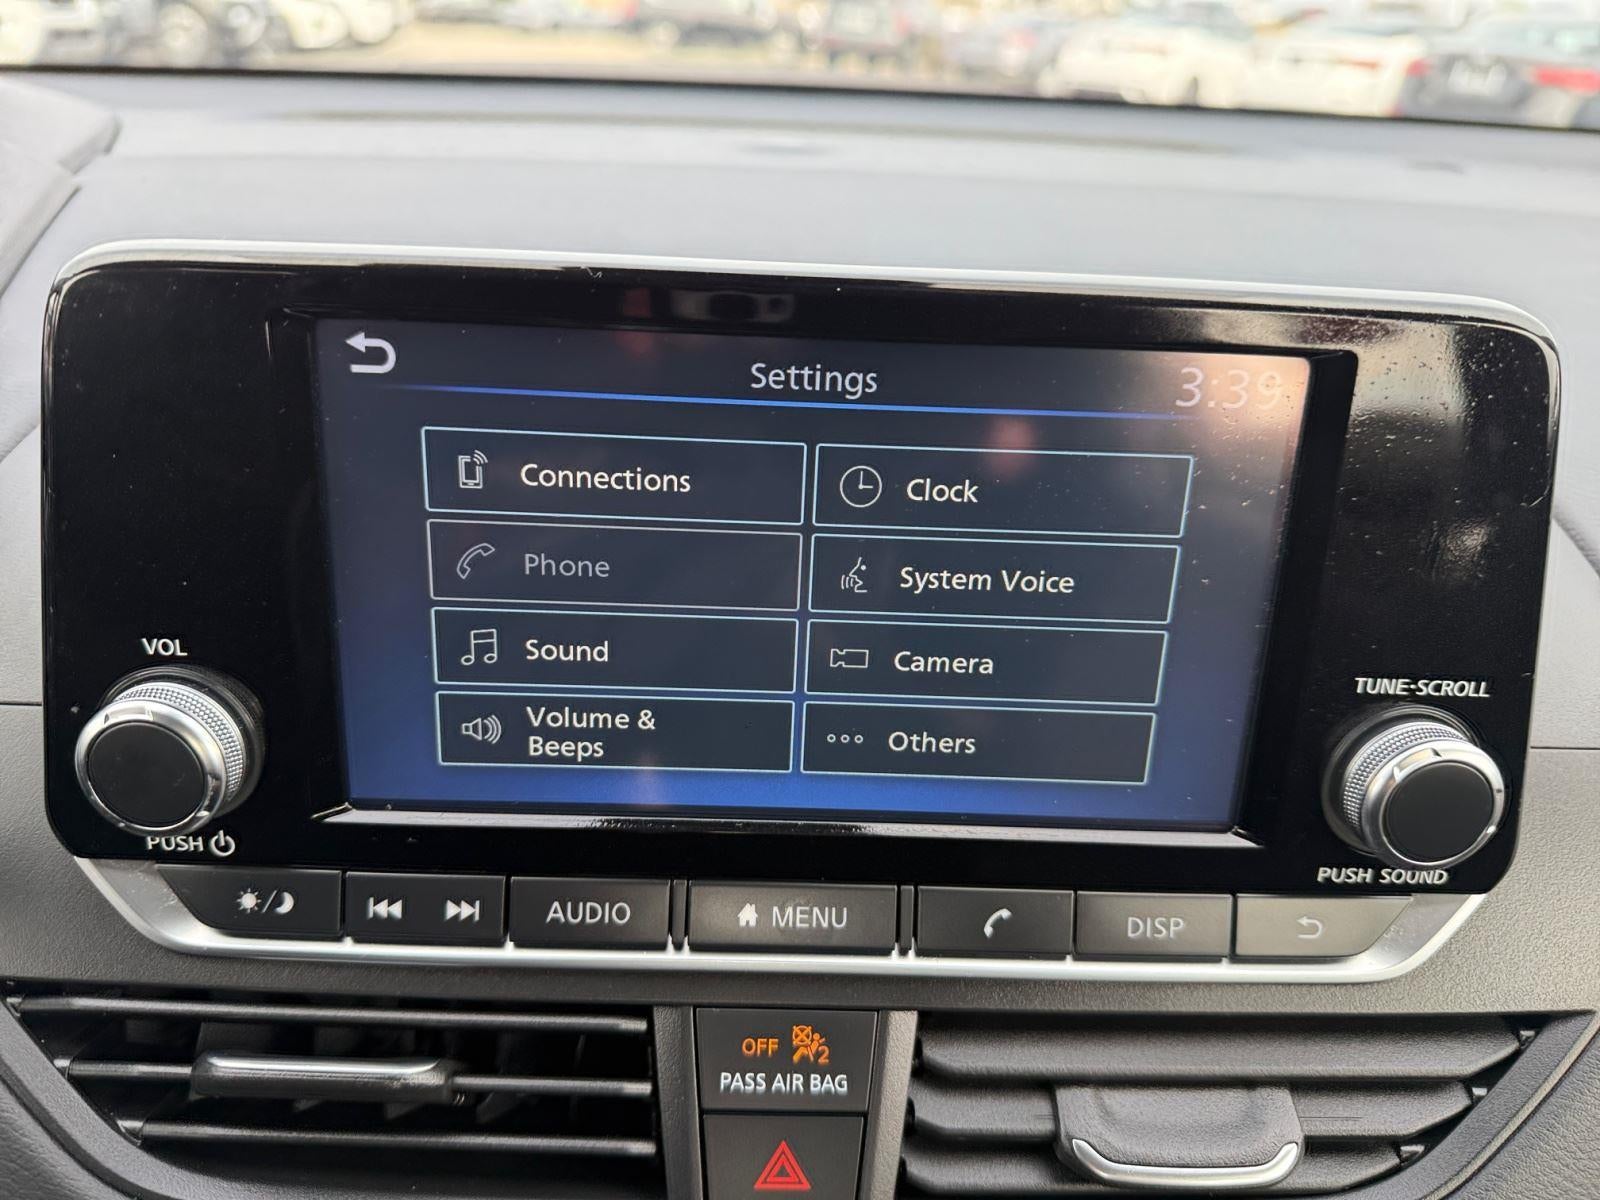 Settings
3:39
Connections
Clock
Phone
System Voice
Sound
Camera
Volume &
Beeps
Others
VOL
PUSH
TUNE-SCROLL
PUSH SOUND
AUDIO
MENU
DISP
OFF
2
PASS AIR BAG